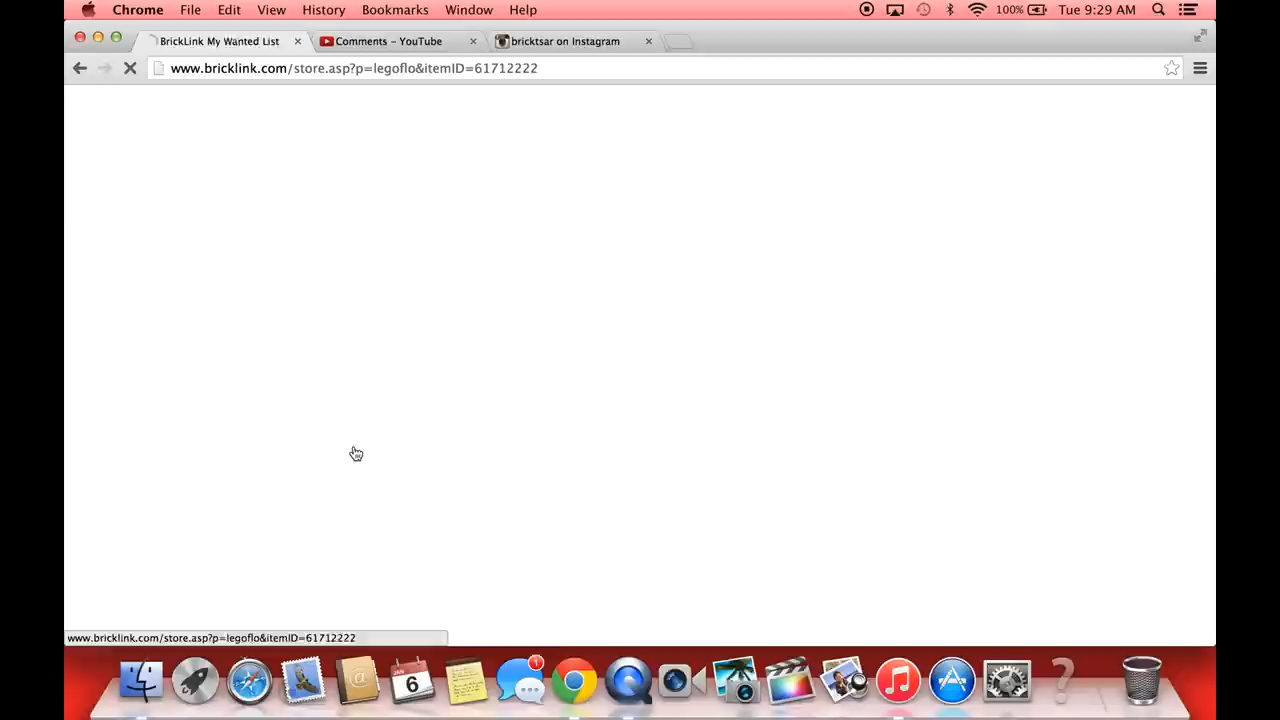 Chrome File Edit View History Bookmarks Window Help 100% Tue 9:29 AM
BrickLink My Wanted List Comments – YouTube bricktsar on Instagram
www.bricklink.com/store.asp?p=legoflo&itemID=61712222
www.bricklink.com/store.asp?p=legoflo&itemID=61712222
JAN
6
1
@
?